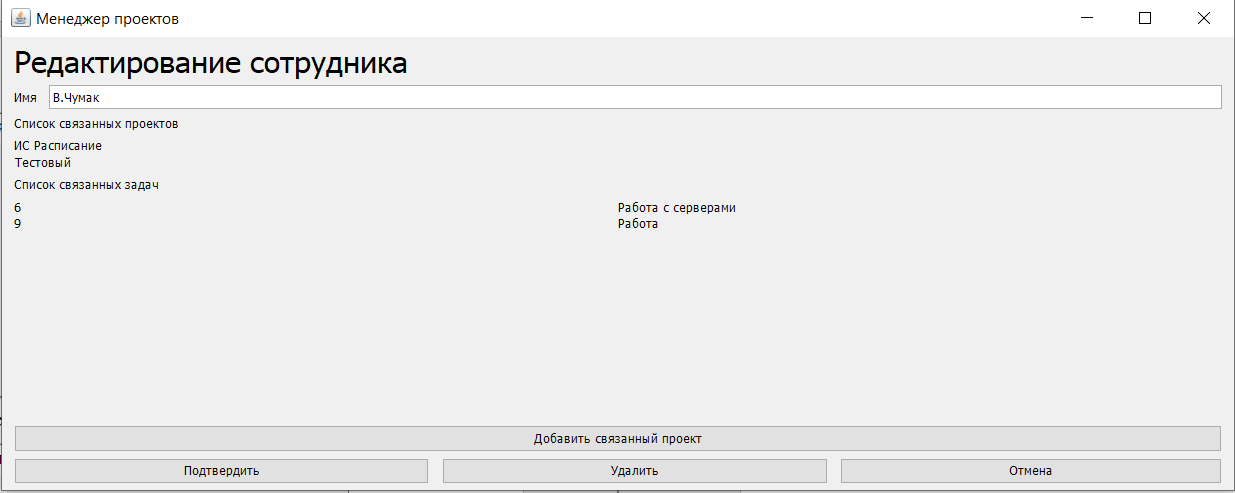 Менеджер проектов
Редактирование сотрудника
Имя В.Чумак
Список связанных проектов
ИС Расписание
Тестовый
Список связанных задач
6 Работа с серверами
9 Работа
Добавить связанный проект
Подтвердить Удалить Отмена